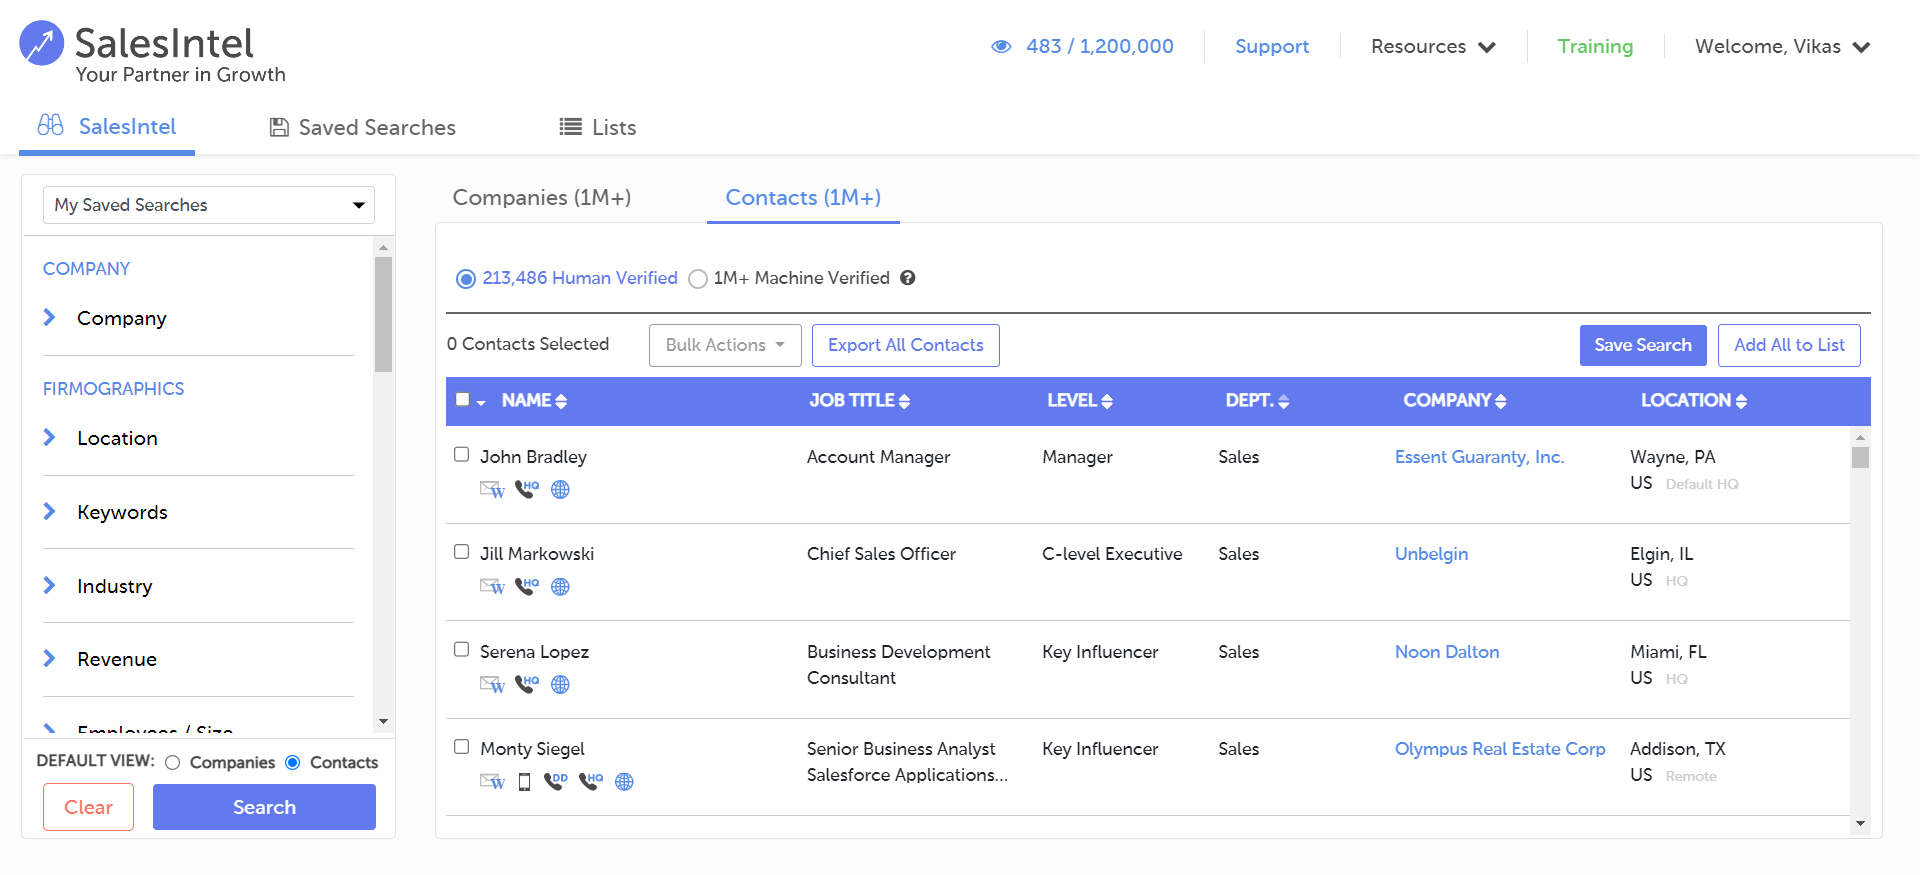 SalesIntel
Your Partner in Growth
483 / 1,200,000
Support
Resources
Training
Welcome, Vikas
SalesIntel
Saved Searches
Lists
My Saved Searches
COMPANY
Company
FIRMOGRAPHICS
Location
Keywords
Industry
Revenue
Employees / Size
DEFAULT VIEW: Companies Contacts
Clear
Search
Companies (1M+)
Contacts (1M+)
213,486 Human Verified
1M+ Machine Verified ?
0 Contacts Selected
Bulk Actions
Export All Contacts
Save Search
Add All to List
NAME JOB TITLE LEVEL DEPT. COMPANY LOCATION
John Bradley Account Manager Manager Sales Essent Guaranty, Inc. Wayne, PA
US Default HQ
W HQ
Jill Markowski Chief Sales Officer C-level Executive Sales Unbelgin Elgin, IL
US HQ
W HQ
Serena Lopez Business Development Key Influencer Sales Noon Dalton Miami, FL
Consultant US HQ
W HQ
Monty Siegel Senior Business Analyst Key Influencer Sales Olympus Real Estate Corp Addison, TX
Salesforce Applications... US Remote
W DD HQ